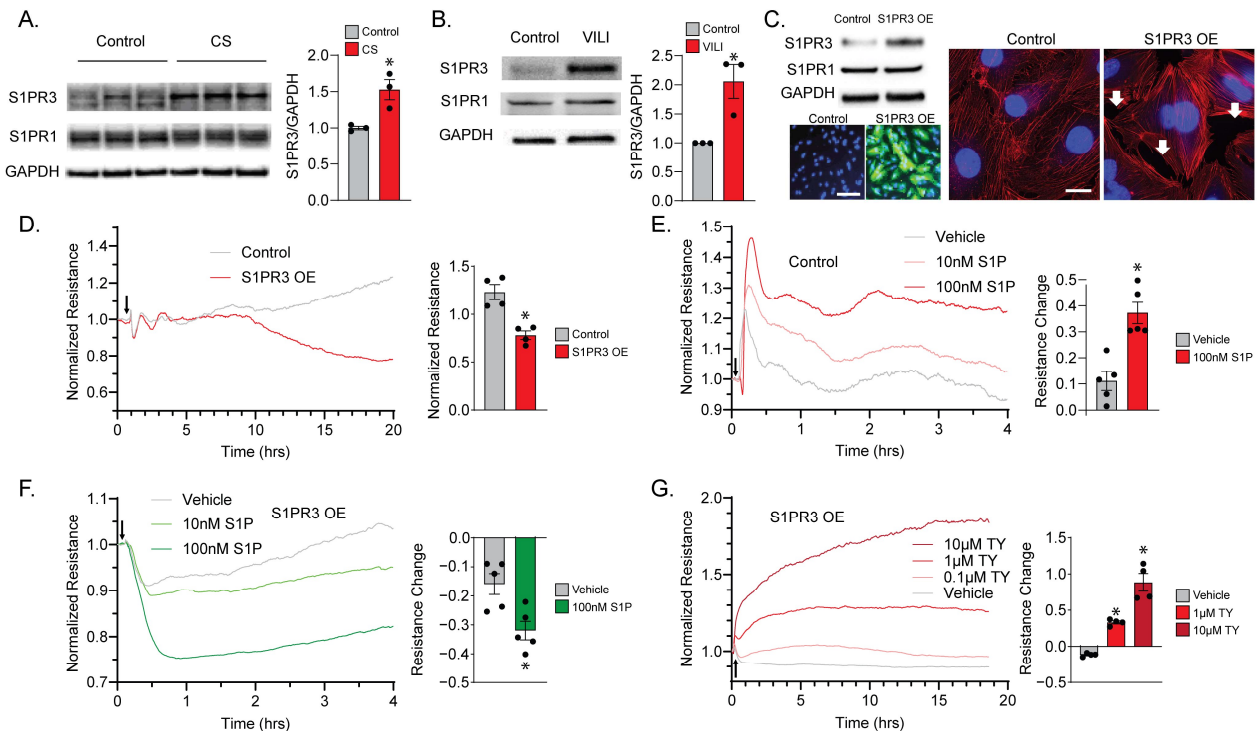 A.
Control CS
S1PR3
S1PR1
GAPDH
Control
CS
S1PR3/GAPDH
2.0
1.5
1.0
0.5
0.0
*
B.
Control VILI
S1PR3
S1PR1
GAPDH
Control
VILI
S1PR3/GAPDH
2.5
2.0
1.5
1.0
0.5
0.0
*
C.
Control S1PR3 OE
S1PR3
S1PR1
GAPDH
Control S1PR3 OE
Control S1PR3 OE
D.
Normalized Resistance
1.4
1.2
1.0
0.8
0.6
0 5 10 15 20
Time (hrs)
Control
S1PR3 OE
Normalized Resistance
1.5
1.0
0.5
0.0
*
Control
S1PR3 OE
E.
Normalized Resistance
1.5
1.4
1.3
1.2
1.1
1.0
0.9
0 1 2 3 4
Time (hrs)
Control
Vehicle
10nM S1P
100nM S1P
Resistance Change
0.5
0.4
0.3
0.2
0.1
0.0
*
Vehicle
100nM S1P
F.
Normalized Resistance
1.1
1.0
0.9
0.8
0.7
0 1 2 3 4
Time (hrs)
Vehicle
10nM S1P
100nM S1P
S1PR3 OE
Resistance Change
0.0
−0.1
−0.2
−0.3
−0.4
−0.5
*
Vehicle
100nM S1P
G.
Normalized Resistance
2.0
1.5
1.0
0 5 10 15 20
Time (hrs)
S1PR3 OE
10µM TY
1µM TY
0.1µM TY
Vehicle
Resistance Change
1.5
1.0
0.5
0.0
−0.5
*
*
Vehicle
1µM TY
10µM TY